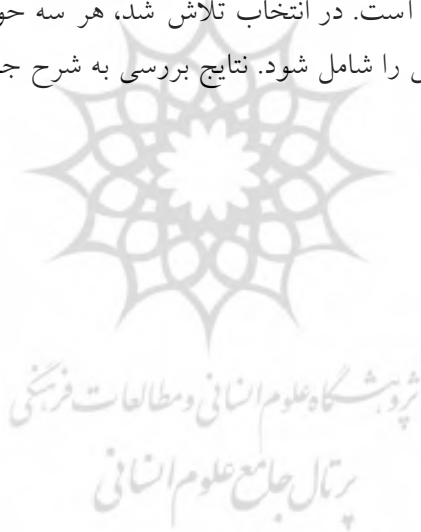 است. در انتخاب تلاش شد، هر سه حو
ی را شامل شود. نتایج بررسی به شرح ج
پژوهشگاه علوم انسانی و مطالعات فرهنگی
پرتال جامع علوم انسانی